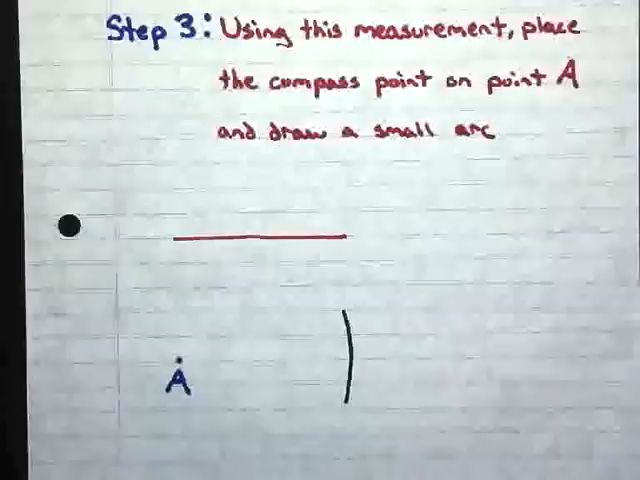 Step 3: Using this measurement, place
the compass point on point A
and draw a small arc
A